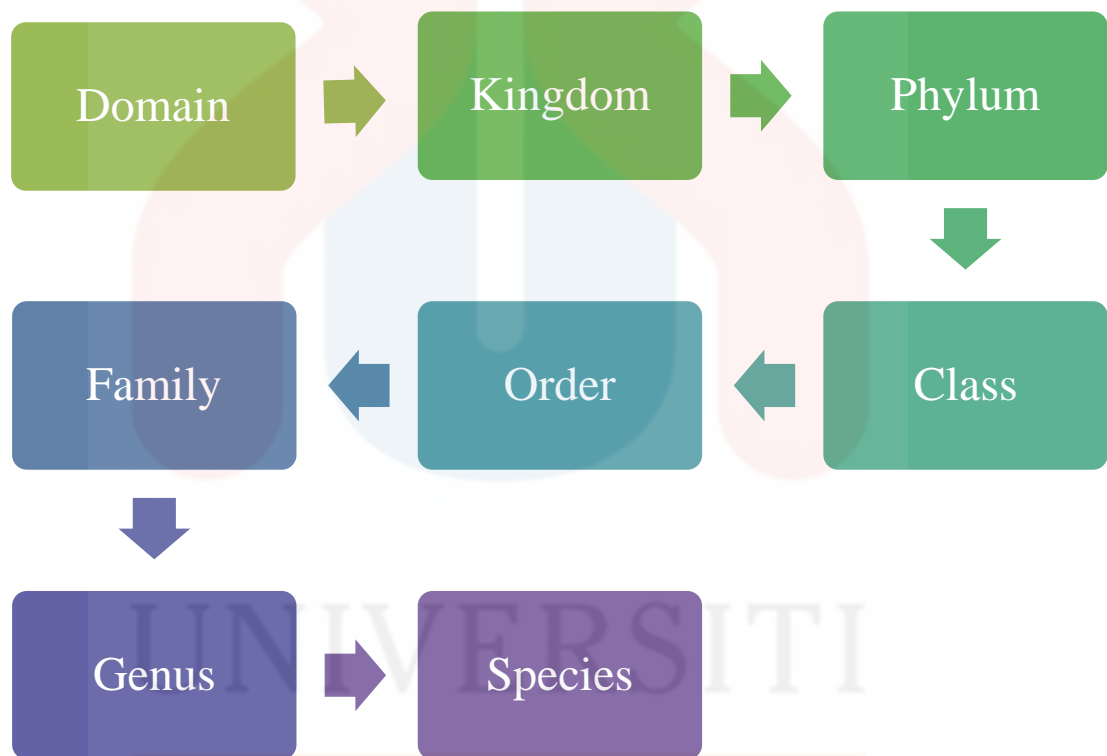 Domain
Kingdom
Phylum
Class
Order
Family
Genus
Species
UNIVERSITI